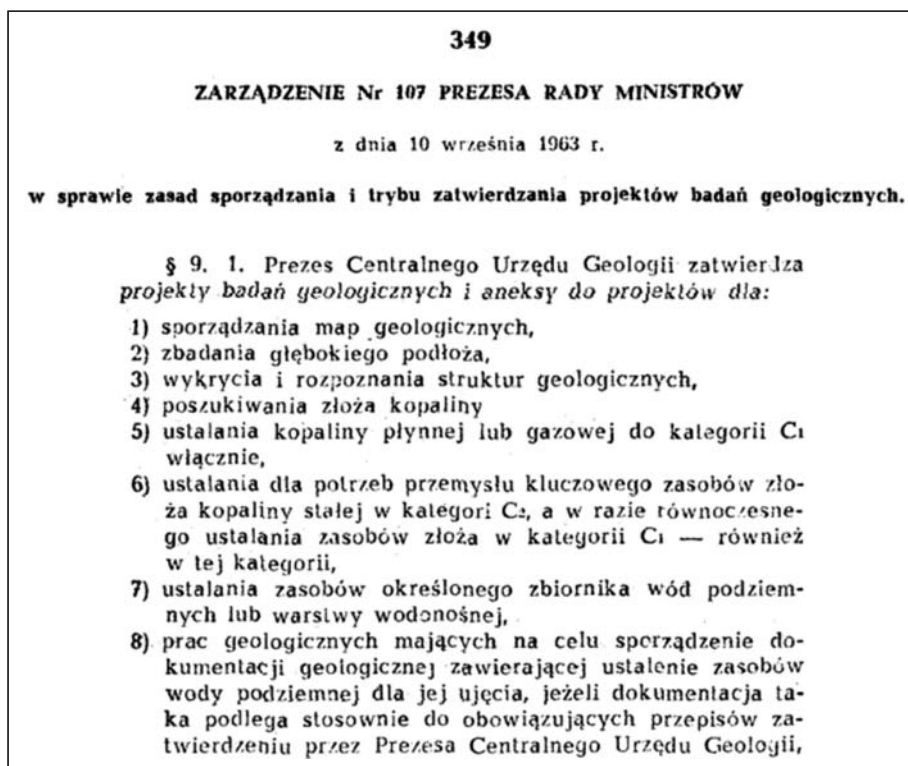 349
ZARZĄDZENIE Nr 107 PREZESA RADY MINISTRÓW
z dnia 10 września 1963 r.
w sprawie zasad sporządzania i trybu zatwierdzania projektów badań geologicznych.
§ 9. 1. Prezes Centralnego Urzędu Geologii zatwierdza
projekty badań geologicznych i aneksy do projektów dla:
1) sporządzania map geologicznych,
2) zbadania głębokiego podłoża,
3) wykrycia i rozpoznania struktur geologicznych,
4) poszukiwania złoża kopaliny
5) ustalania kopaliny płynnej lub gazowej do kategorii C₁
włącznie,
6) ustalania dla potrzeb przemysłu kluczowego zasobów zło-
ża kopaliny stałej w kategori C₂, a w razie równoczesne-
go ustalania zasobów złoża w kategorii C₁ — również
w tej kategorii,
7) ustalania zasobów określonego zbiornika wód podziem-
nych lub warstwy wodonośnej,
8) prac geologicznych mających na celu sporządzenie do-
kumentacji geologicznej zawierającej ustalenie zasobów
wody podziemnej dla jej ujęcia, jeżeli dokumentacja ta-
ka podlega stosownie do obowiązujących przepisów za-
twierdzeniu przez Prezesa Centralnego Urzędu Geologii,